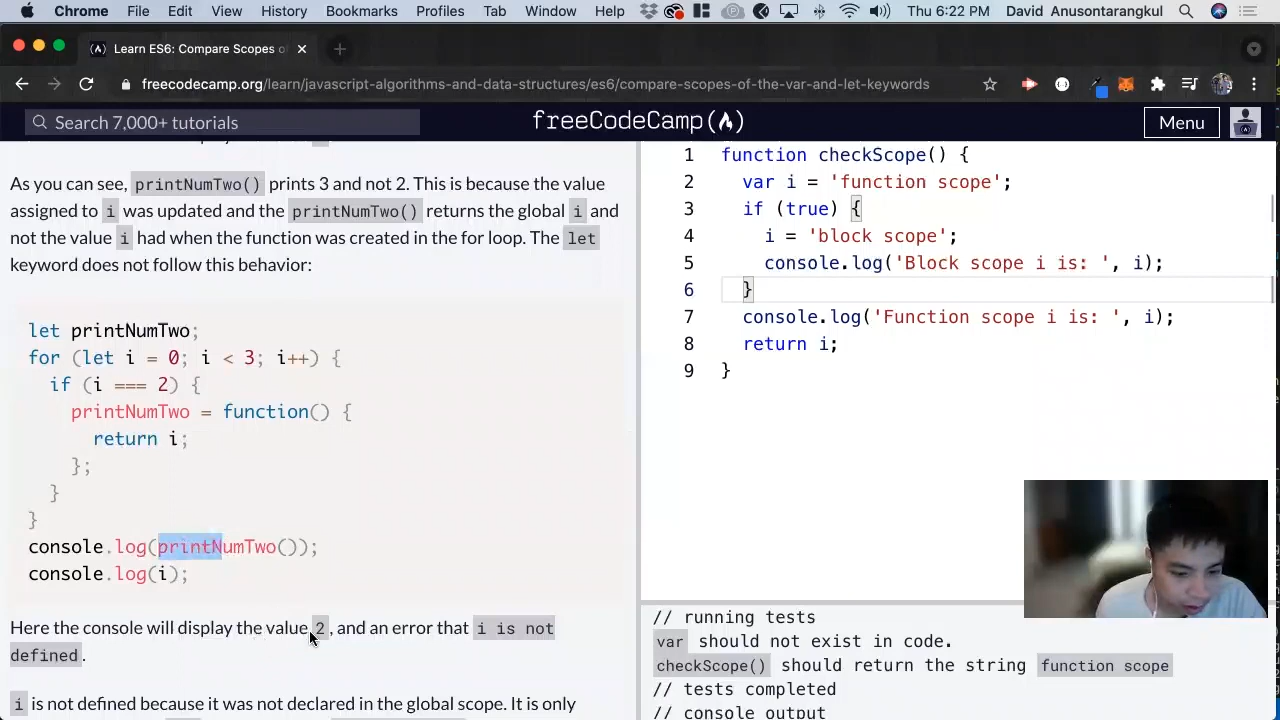 Chrome File Edit View History Bookmarks Profiles Tab Window Help Thu 6:22 PM David Anusontarangkul
Learn ES6: Compare Scopes o
freecodecamp.org/learn/javascript-algorithms-and-data-structures/es6/compare-scopes-of-the-var-and-let-keywords
Search 7,000+ tutorials
freeCodeCamp
Menu
As you can see, printNumTwo() prints 3 and not 2. This is because the value
assigned to i was updated and the printNumTwo() returns the global i and
not the value i had when the function was created in the for loop. The let
keyword does not follow this behavior:
let printNumTwo;
for (let i = 0; i < 3; i++) {
if (i === 2) {
printNumTwo = function() {
return i;
};
}
}
console.log(printNumTwo());
console.log(i);
Here the console will display the value 2, and an error that i is not
defined.
i is not defined because it was not declared in the global scope. It is only
1 function checkScope() {
2 var i = 'function scope';
3 if (true) {
4 i = 'block scope';
5 console.log('Block scope i is: ', i);
6 }
7 console.log('Function scope i is: ', i);
8 return i;
9 }
// running tests
var should not exist in code.
checkScope() should return the string function scope
// tests completed
// console output